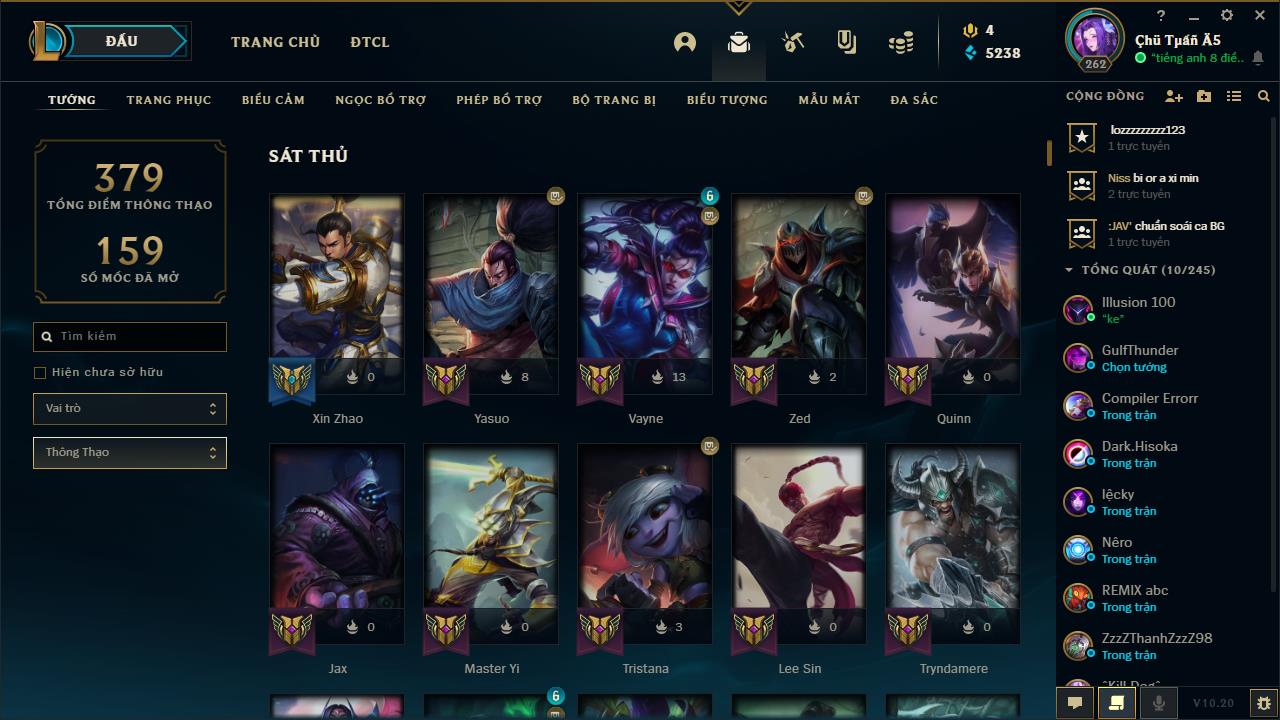 ĐẤU
TRANG CHỦ
ĐTCL
4
5238
?
262
Çhü Tµấñ Ä5
"tiếng anh 8 điể..
TƯỚNG
TRANG PHỤC
BIỂU CẢM
NGỌC BỔ TRỢ
PHÉP BỔ TRỢ
BỘ TRANG BỊ
BIỂU TƯỢNG
MẪU MẮT
ĐA SẮC
CỘNG ĐỒNG
379
TỔNG ĐIỂM THÔNG THẠO
159
SỐ MỐC ĐÃ MỞ
Tìm kiếm
Hiện chưa sở hữu
Vai trò
Thông Thạo
SÁT THỦ
6
0
8
13
2
0
Xin Zhao
Yasuo
Vayne
Zed
Quinn
0
0
3
0
0
Jax
Master Yi
Tristana
Lee Sin
Tryndamere
6
lozzzzzzzzz123
1 trực tuyến
Niss bi or a xi min
2 trực tuyến
:JAV' chuẩn soái ca BG
1 trực tuyến
TỔNG QUÁT (10/245)
Illusion 100
"ke"
GulfThunder
Chọn tướng
Compiler Errorr
Trong trận
Dark.Hisoka
Trong trận
lệcky
Trong trận
Nêro
Trong trận
REMIX abc
Trong trận
ZzzZThanhZzzZ98
Trong trận
V10.20